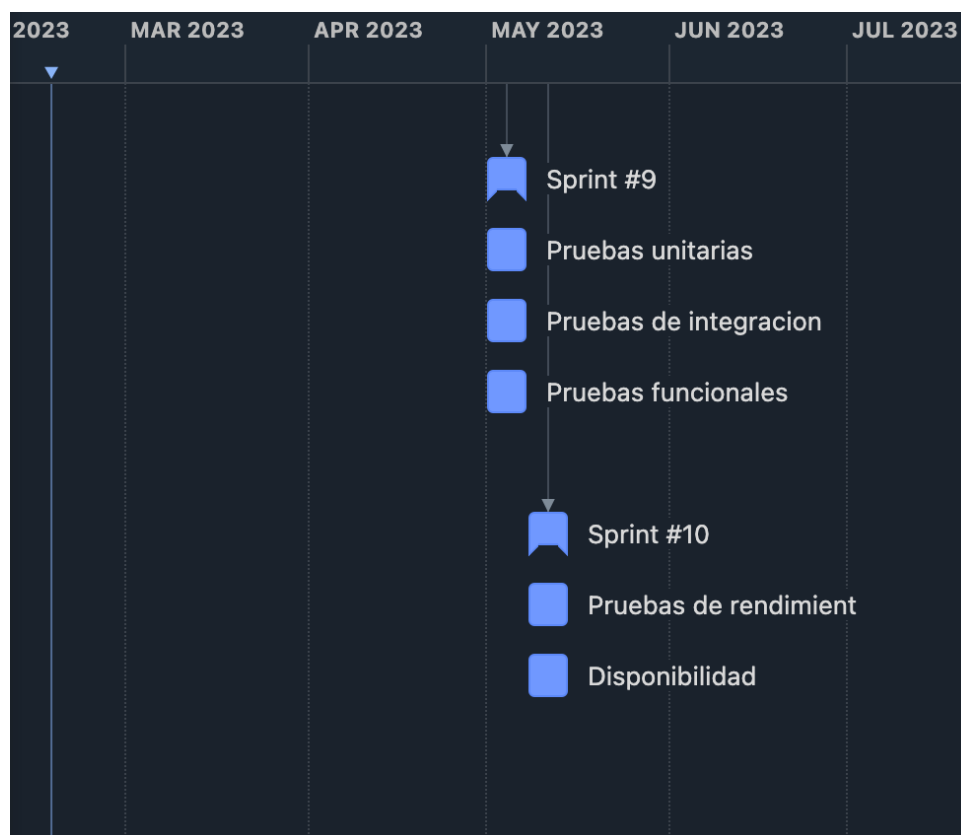 2023 MAR 2023 APR 2023 MAY 2023 JUN 2023 JUL 2023
Sprint #9
Pruebas unitarias
Pruebas de integracion
Pruebas funcionales
Sprint #10
Pruebas de rendimient
Disponibilidad